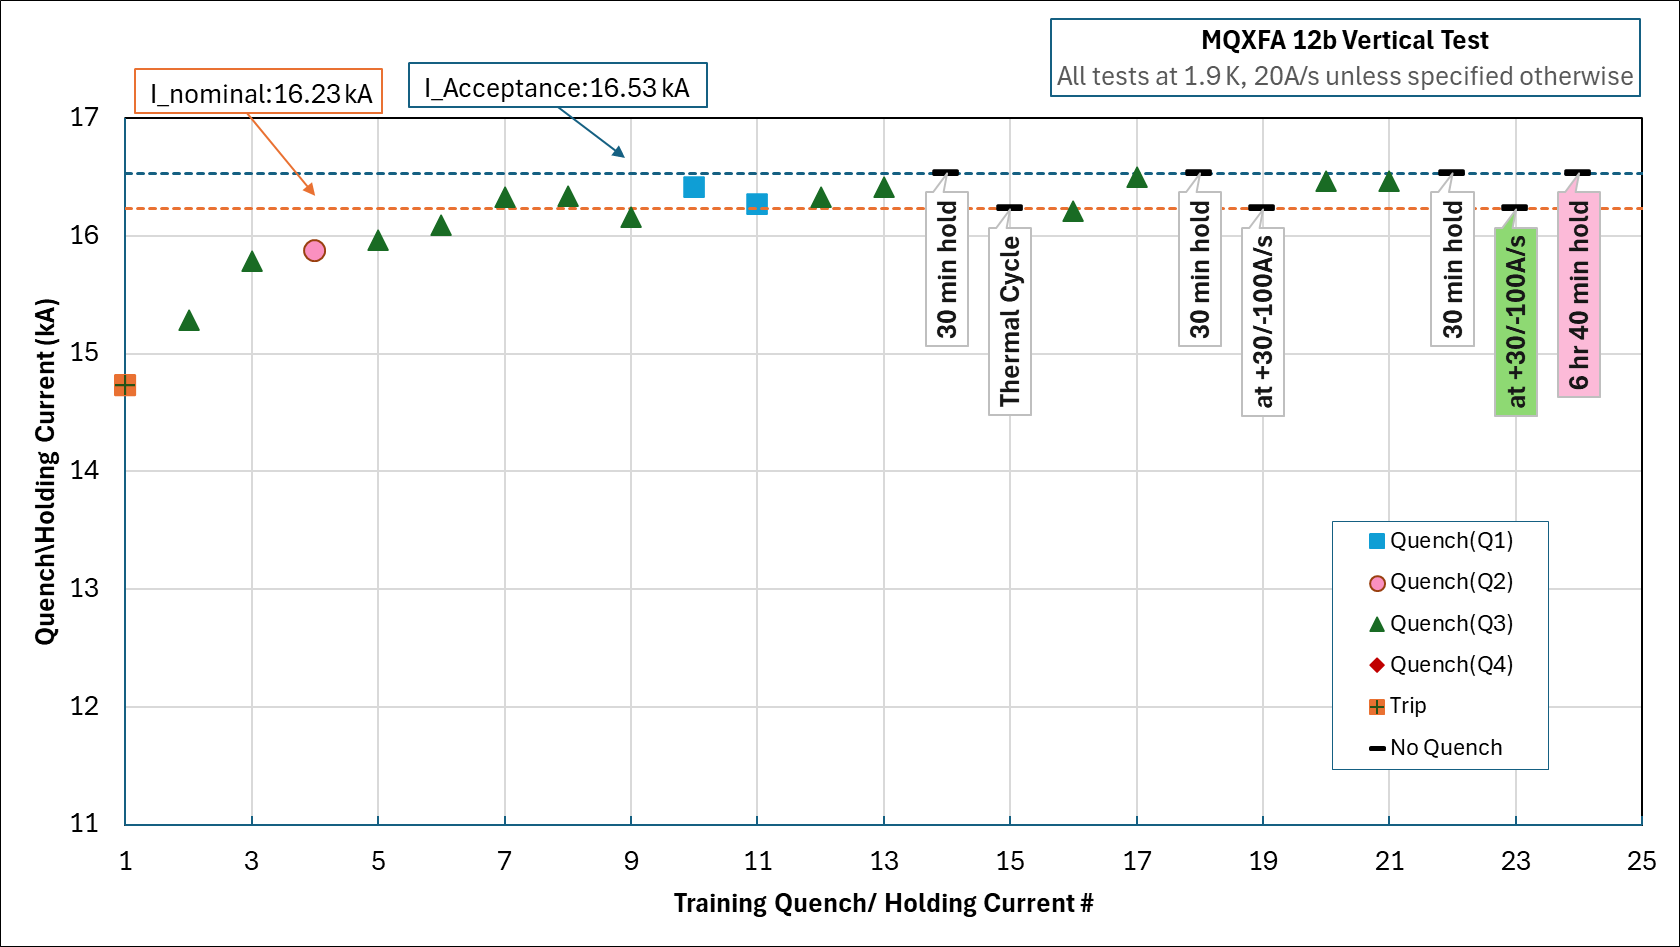 MQXFA 12b Vertical Test
All tests at 1.9 K, 20A/s unless specified otherwise
I_nominal:16.23 kA
I_Acceptance:16.53 kA
17
16
15
14
13
12
11
Quench\Holding Current (kA)
30 min hold
Thermal Cycle
30 min hold
at +30/-100A/s
30 min hold
at +30/-100A/s
6 hr 40 min hold
Quench(Q1)
Quench(Q2)
Quench(Q3)
Quench(Q4)
Trip
No Quench
1 3 5 7 9 11 13 15 17 19 21 23 25
Training Quench/ Holding Current #